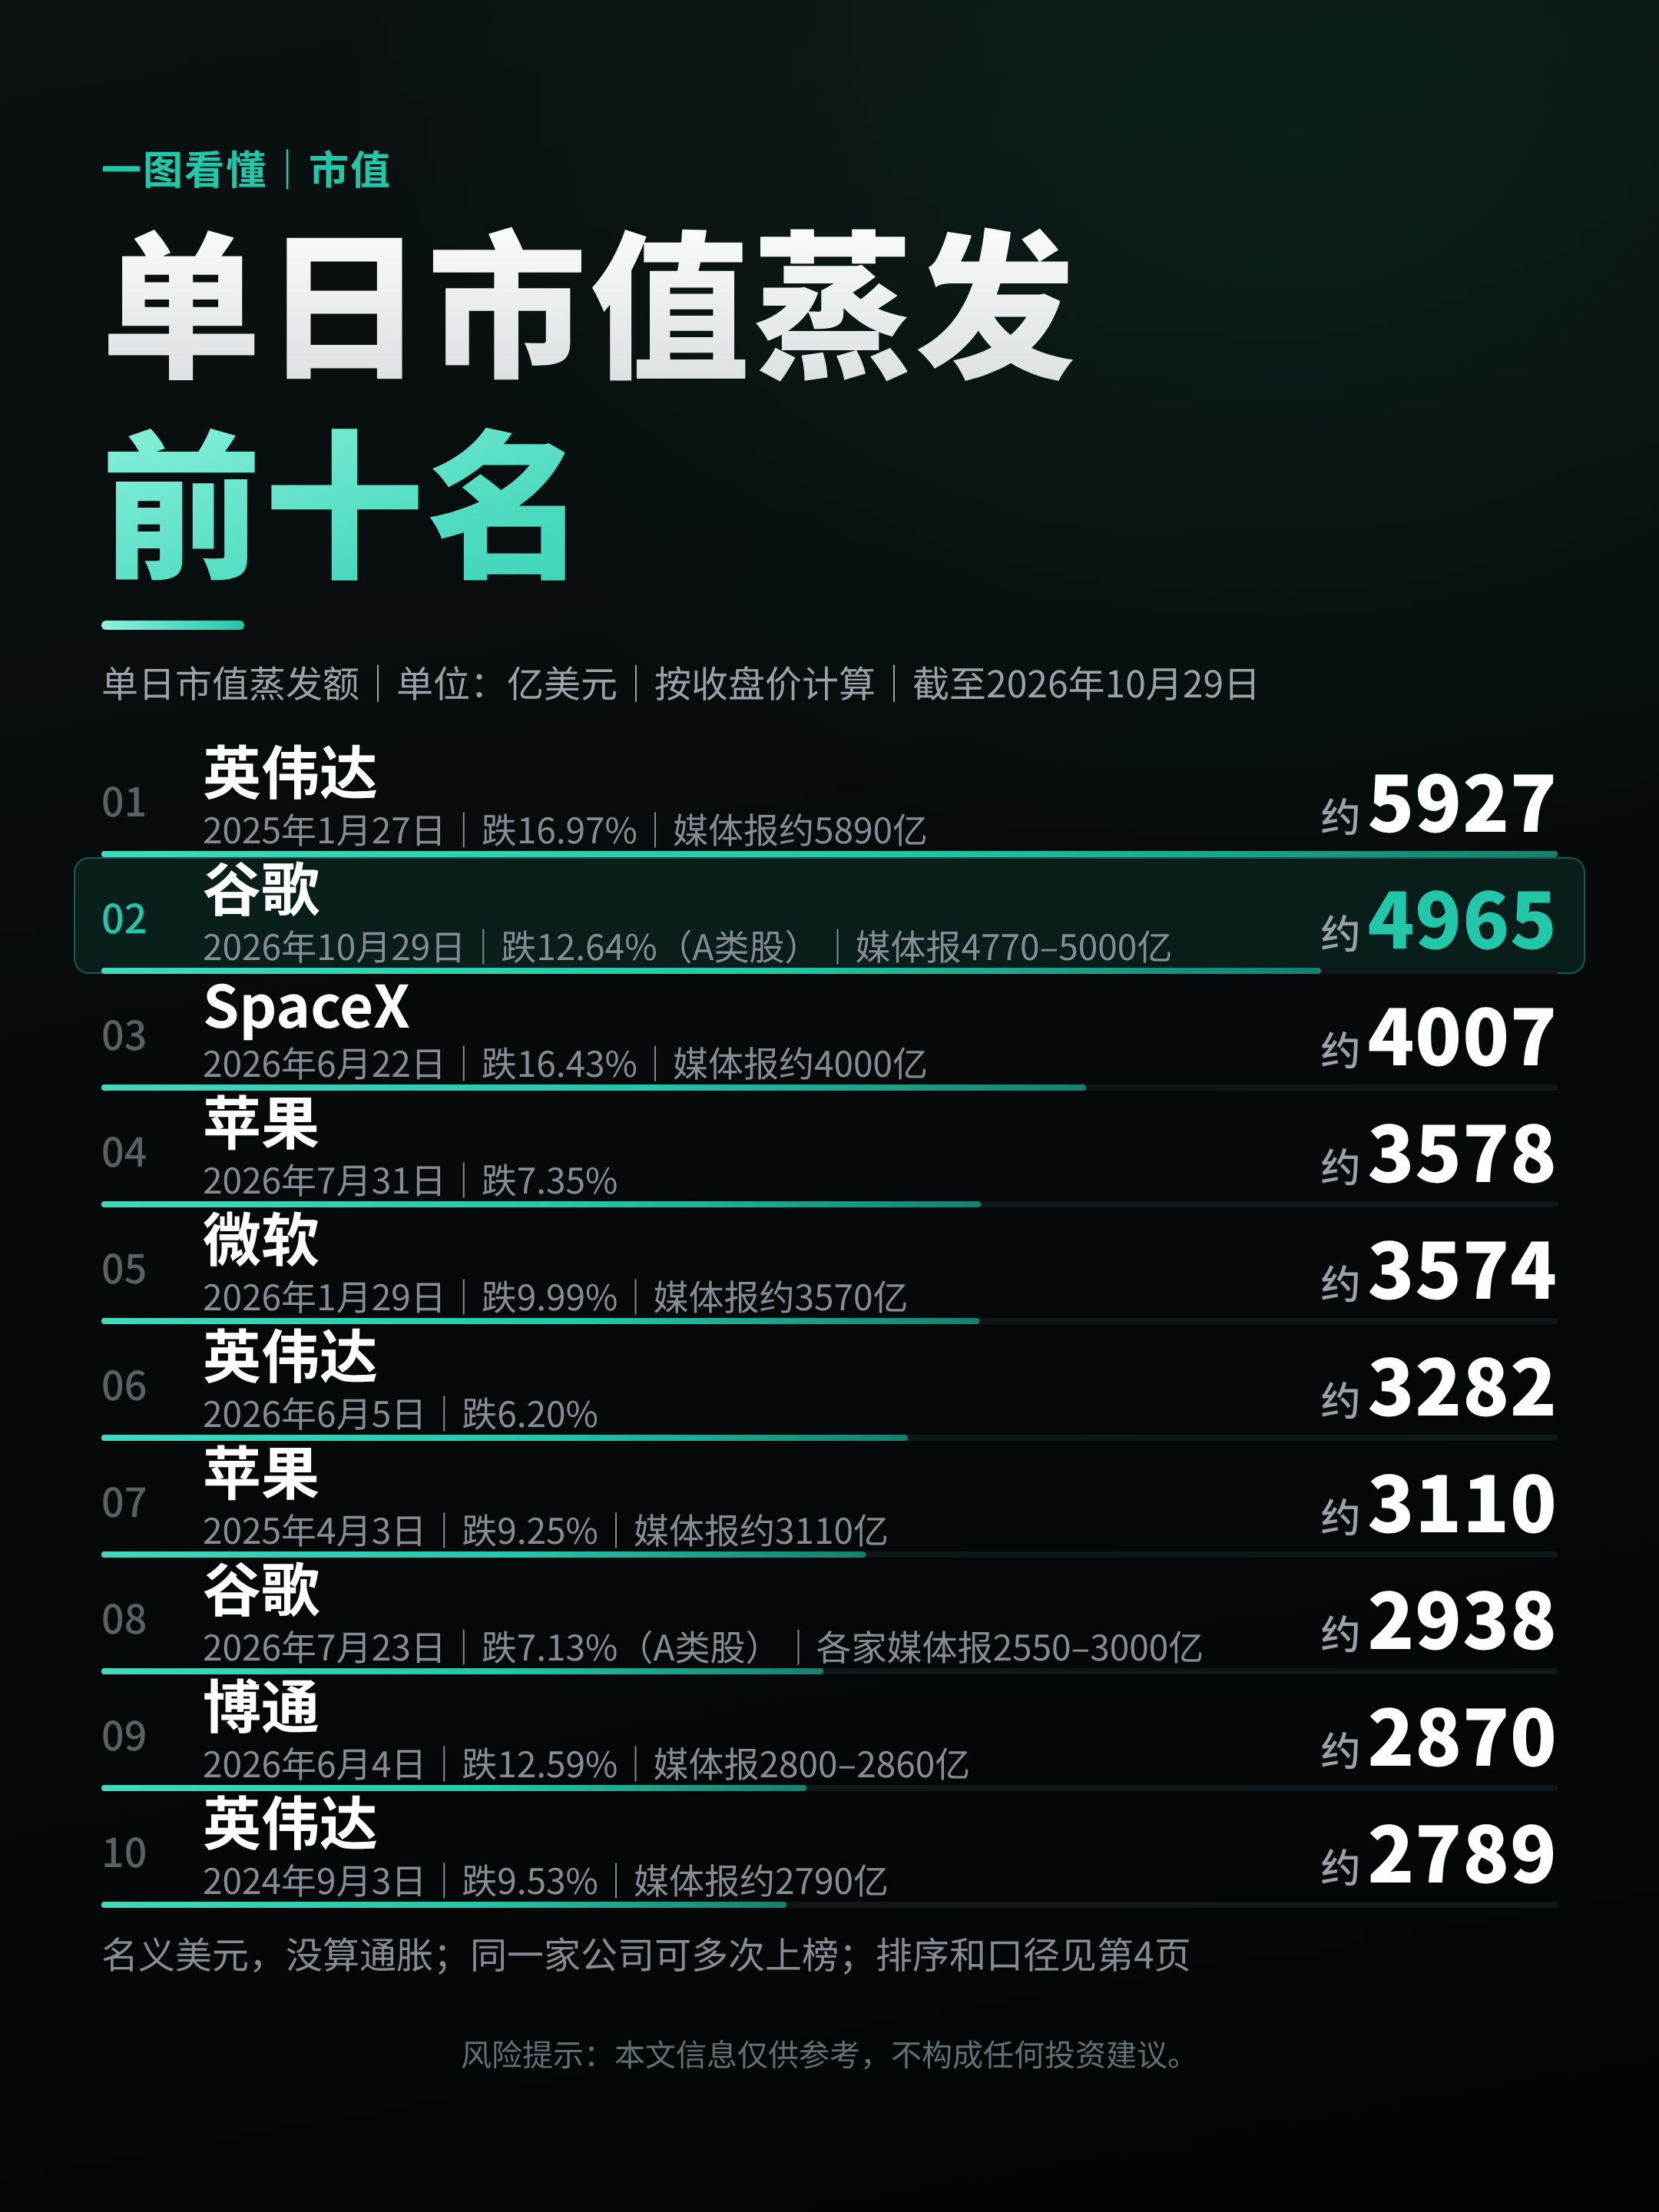 一图看懂｜市值
单日市值蒸发
前十名
单日市值蒸发额｜单位：亿美元｜按收盘价计算｜截至2026年10月29日
01
英伟达
2025年1月27日｜跌16.97%｜媒体报约5890亿
约5927
02
谷歌
2026年10月29日｜跌12.64%（A类股）｜媒体报4770–5000亿
约4965
03
SpaceX
2026年6月22日｜跌16.43%｜媒体报约4000亿
约4007
04
苹果
2026年7月31日｜跌7.35%
约3578
05
微软
2026年1月29日｜跌9.99%｜媒体报约3570亿
约3574
06
英伟达
2026年6月5日｜跌6.20%
约3282
07
苹果
2025年4月3日｜跌9.25%｜媒体报约3110亿
约3110
08
谷歌
2026年7月23日｜跌7.13%（A类股）｜各家媒体报2550–3000亿
约2938
09
博通
2026年6月4日｜跌12.59%｜媒体报2800–2860亿
约2870
10
英伟达
2024年9月3日｜跌9.53%｜媒体报约2790亿
约2789
名义美元，没算通胀；同一家公司可多次上榜；排序和口径见第4页
风险提示：本文信息仅供参考，不构成任何投资建议。